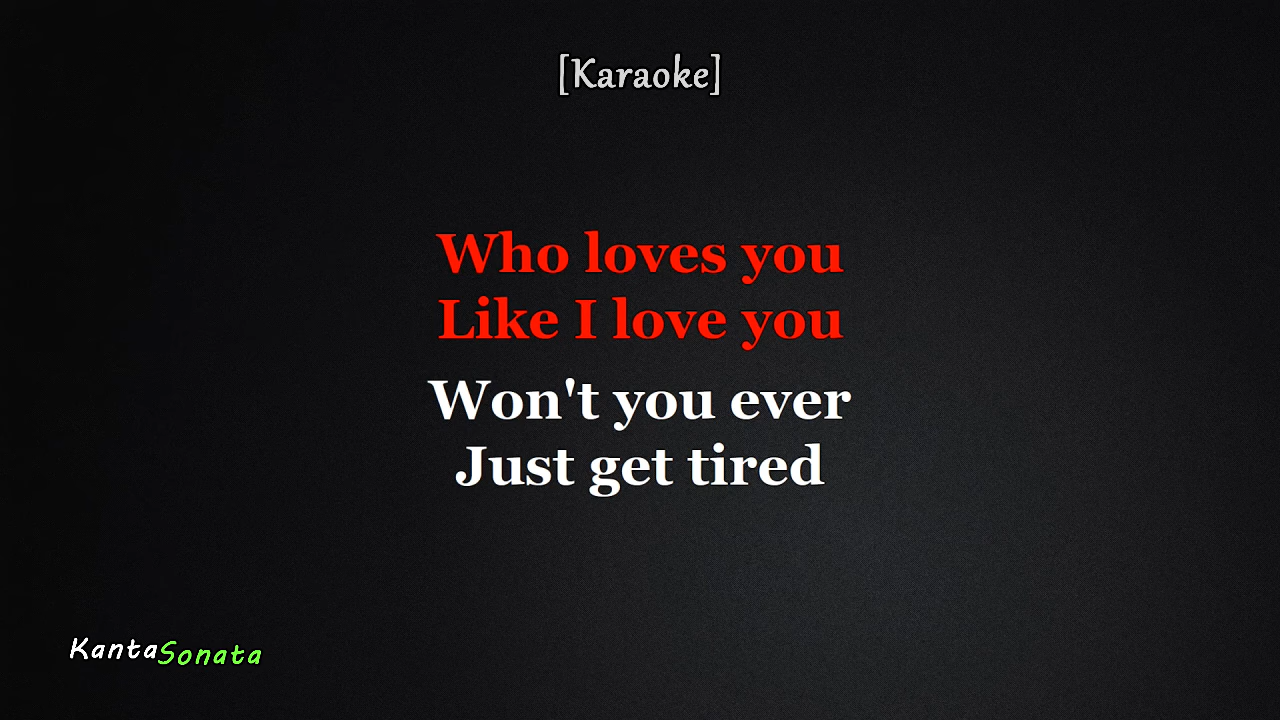 [Karaoke]
Who loves you
Like I love you
Won't you ever
Just get tired
KantaSonata